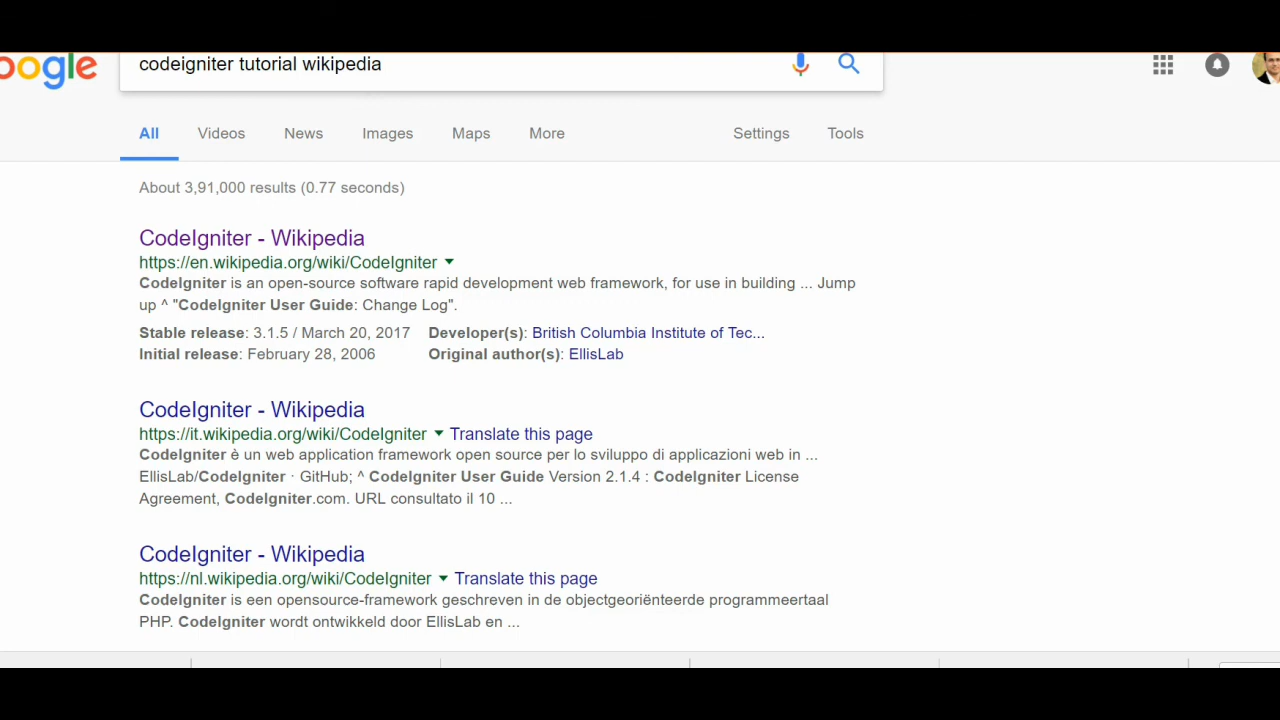 oogle
codeigniter tutorial wikipedia
All Videos News Images Maps More Settings Tools
About 3,91,000 results (0.77 seconds)
CodeIgniter - Wikipedia
https://en.wikipedia.org/wiki/CodeIgniter
CodeIgniter is an open-source software rapid development web framework, for use in building ... Jump
up ^ "CodeIgniter User Guide: Change Log".
Stable release: 3.1.5 / March 20, 2017 Developer(s): British Columbia Institute of Tec...
Initial release: February 28, 2006 Original author(s): EllisLab
CodeIgniter - Wikipedia
https://it.wikipedia.org/wiki/CodeIgniter Translate this page
CodeIgniter è un web application framework open source per lo sviluppo di applicazioni web in ...
EllisLab/CodeIgniter · GitHub; ^ CodeIgniter User Guide Version 2.1.4 : CodeIgniter License
Agreement, CodeIgniter.com. URL consultato il 10 ...
CodeIgniter - Wikipedia
https://nl.wikipedia.org/wiki/CodeIgniter Translate this page
CodeIgniter is een opensource-framework geschreven in de objectgeoriënteerde programmeertaal
PHP. CodeIgniter wordt ontwikkeld door EllisLab en ...